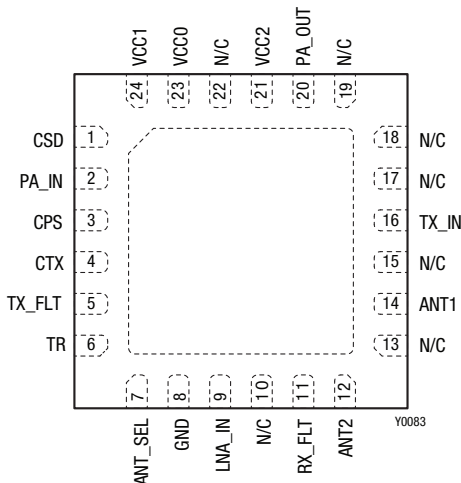 VCC1
VCC0
N/C
VCC2
PA_OUT
N/C
24
23
22
21
20
19
CSD 1
PA_IN 2
CPS 3
CTX 4
TX_FLT 5
TR 6
18 N/C
17 N/C
16 TX_IN
15 N/C
14 ANT1
13 N/C
7
8
9
10
11
12
ANT_SEL
GND
LNA_IN
N/C
RX_FLT
ANT2
Y0083